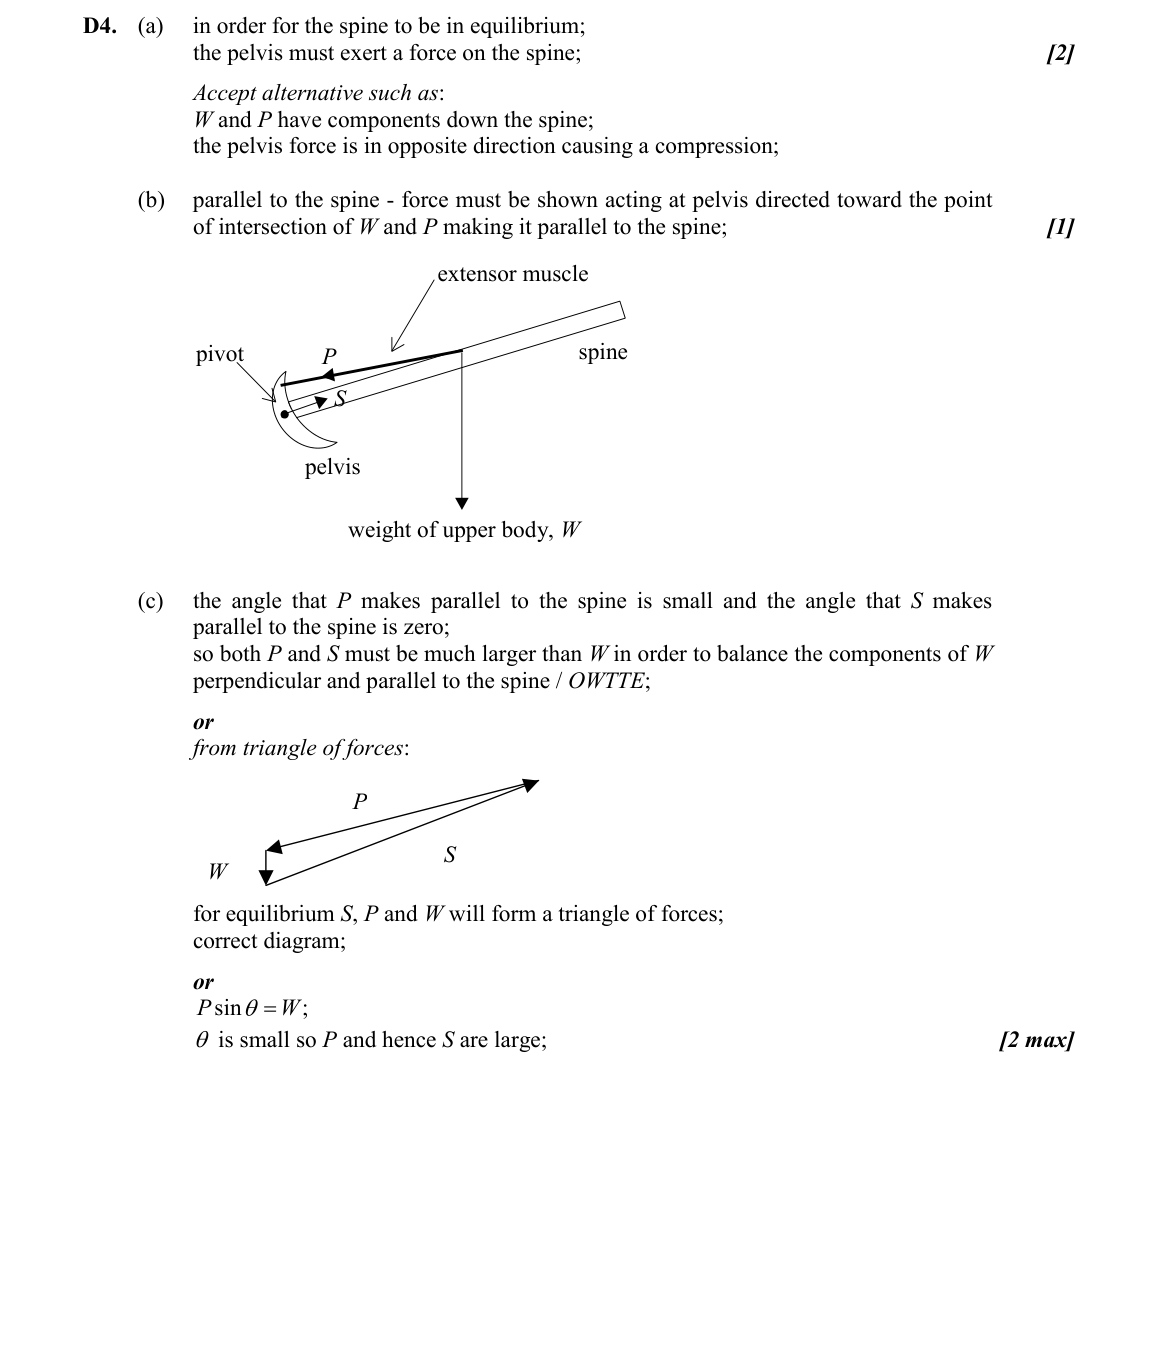 D4. (a) in order for the spine to be in equilibrium;
the pelvis must exert a force on the spine; [2]
Accept alternative such as:
W and P have components down the spine;
the pelvis force is in opposite direction causing a compression;
(b) parallel to the spine - force must be shown acting at pelvis directed toward the point
of intersection of W and P making it parallel to the spine; [1]
extensor muscle
pivot
P
spine
S
pelvis
weight of upper body, W
(c) the angle that P makes parallel to the spine is small and the angle that S makes
parallel to the spine is zero;
so both P and S must be much larger than W in order to balance the components of W
perpendicular and parallel to the spine / OWTTE;
or
from triangle of forces:
P
S
W
for equilibrium S, P and W will form a triangle of forces;
correct diagram;
or
P sin θ = W;
θ is small so P and hence S are large; [2 max]